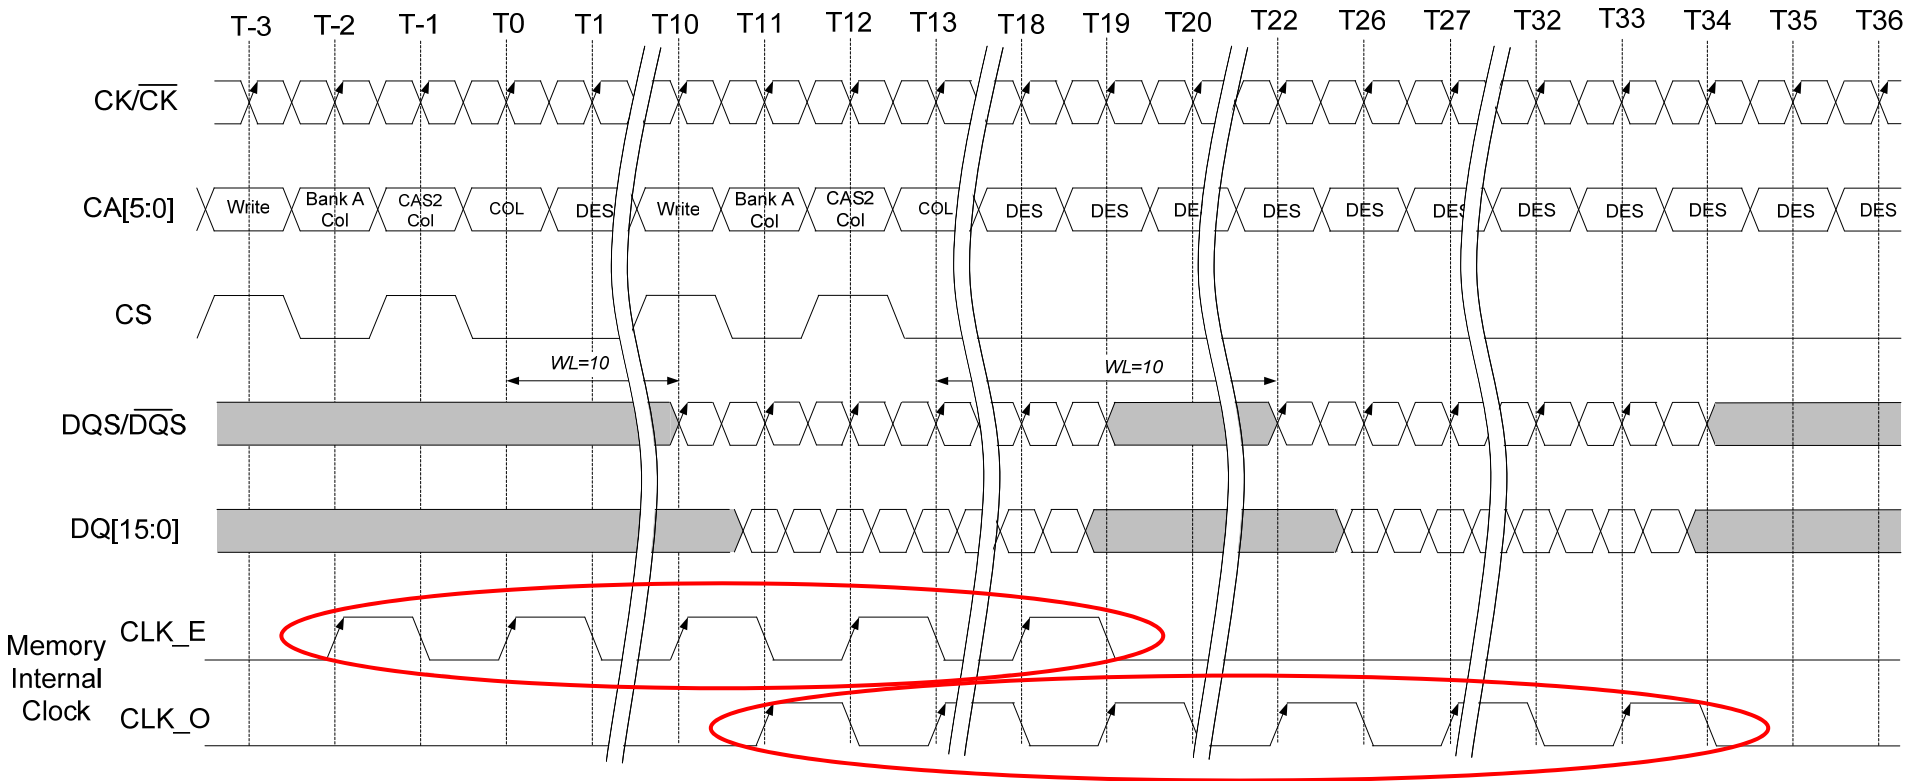 T-3 T-2 T-1 T0 T1 T10 T11 T12 T13 T18 T19 T20 T22 T26 T27 T32 T33 T34 T35 T36
CK/C̅K̅
CA[5:0] Write Bank A Col CAS2 Col COL DES Write Bank A Col CAS2 Col COL DES DES DE DES DES DES DES DES DES DES DES
CS
WL=10 WL=10
DQS/D̅Q̅S
DQ[15:0]
Memory Internal Clock
CLK_E
CLK_O